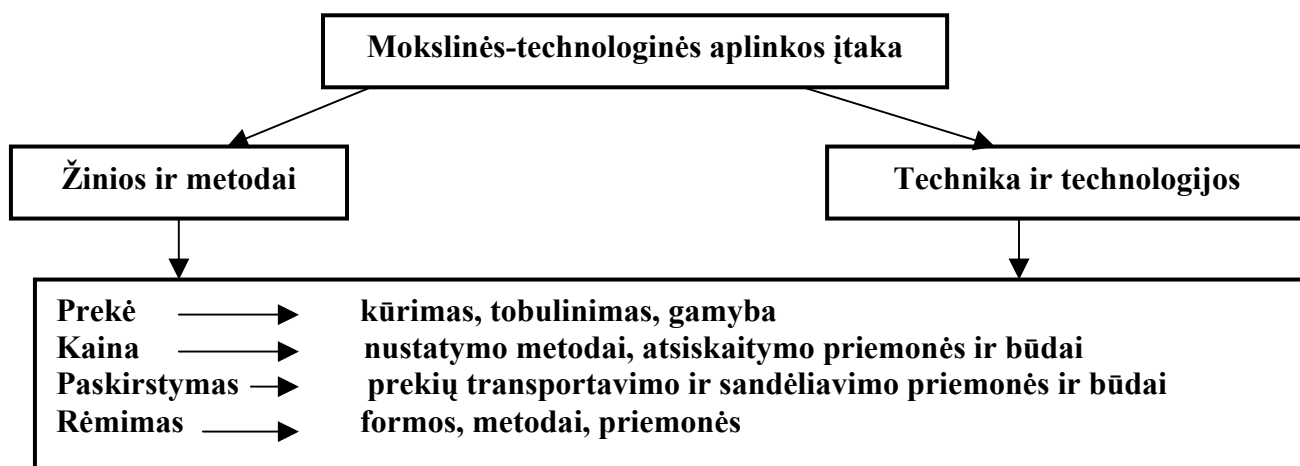 Mokslinės-technologinės aplinkos įtaka
Žinios ir metodai
Technika ir technologijos
Prekė kūrimas, tobulinimas, gamyba
Kaina nustatymo metodai, atsiskaitymo priemonės ir būdai
Paskirstymas prekių transportavimo ir sandėliavimo priemonės ir būdai
Rėmimas formos, metodai, priemonės